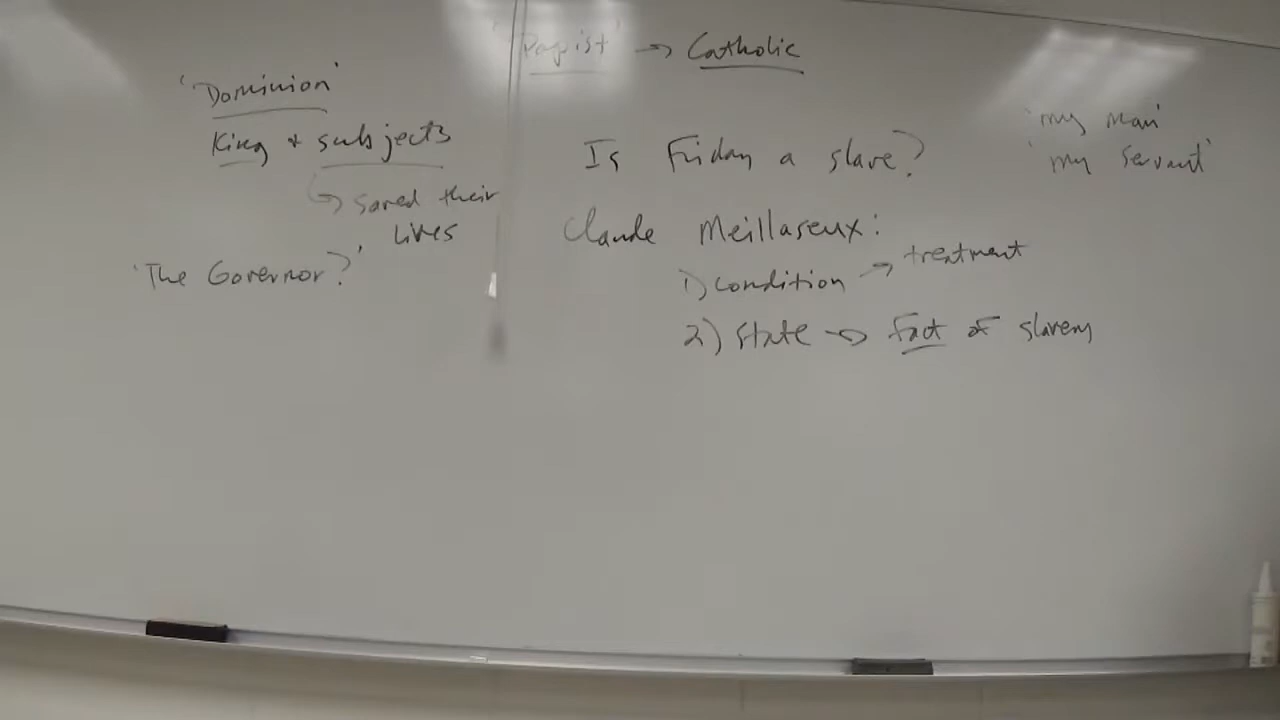 'Papist' → Catholic
'Dominion'
King + subjects
↳ saved their
lives
'The Governor?'
Is Friday a slave?
Claude Meillaseux:
1) condition → treatment
2) state → Fact of slavery
'my man'
'my servant'